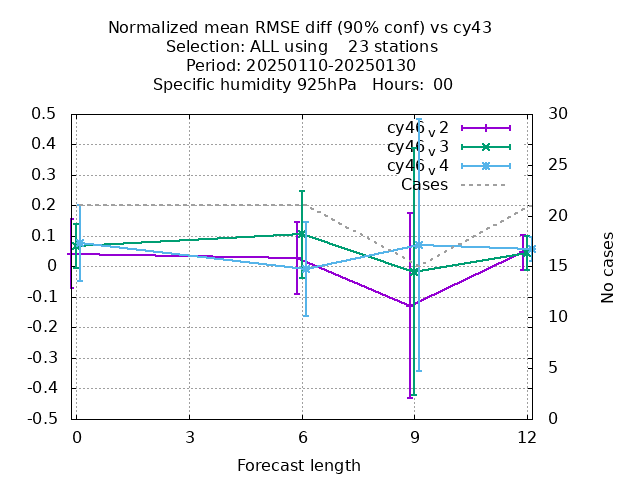 Normalized mean RMSE diff (90% conf) vs cy43
Selection: ALL using    23 stations
Period: 20250110-20250130
Specific humidity 925hPa   Hours:  00
0.5
0.4
0.3
0.2
0.1
0
-0.1
-0.2
-0.3
-0.4
-0.5
30
25
20
15
10
5
0
cy46v2
cy46v3
cy46v4
Cases
No cases
0 3 6 9 12
Forecast length